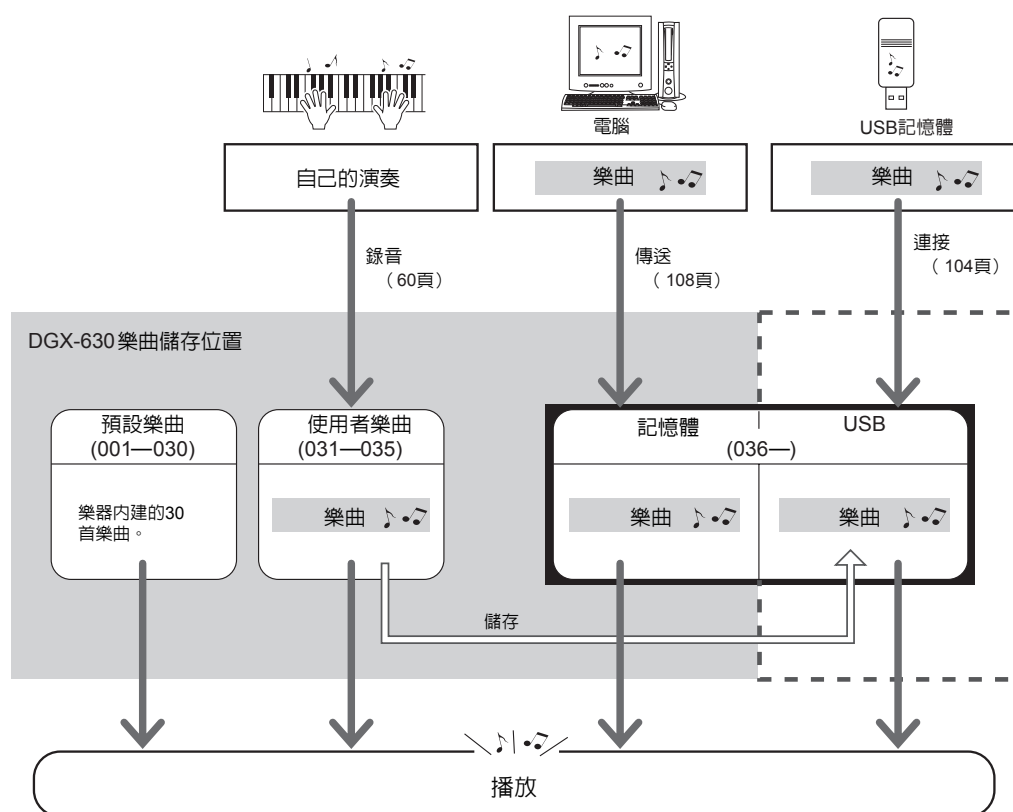 電腦
USB記憶體
自己的演奏
樂曲
樂曲
錄音
(60頁)
傳送
(108頁)
連接
(104頁)
DGX-630 樂曲儲存位置
預設樂曲
(001—030)
樂器内建的30
首樂曲。
使用者樂曲
(031—035)
樂曲
記憶體
USB
(036—)
樂曲
樂曲
儲存
播放